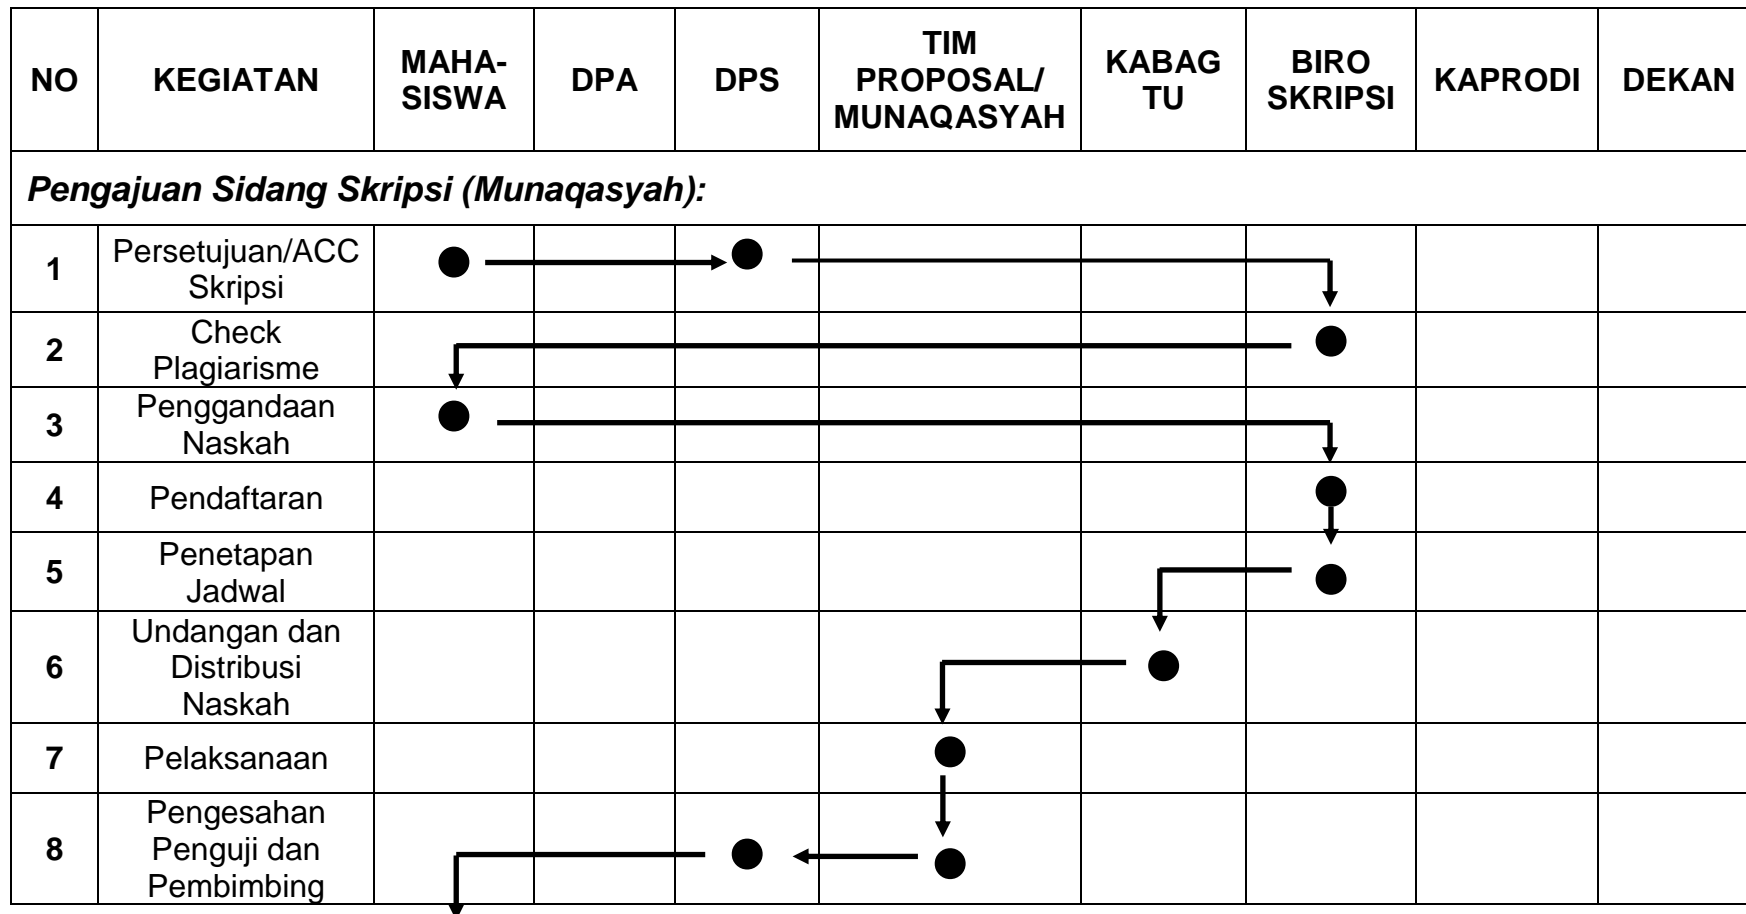 NO KEGIATAN MAHA-
SISWA DPA DPS TIM
PROPOSAL/
MUNAQASYAH KABAG
TU BIRO
SKRIPSI KAPRODI DEKAN
Pengajuan Sidang Skripsi (Munaqasyah):
1 Persetujuan/ACC
Skripsi
2 Check
Plagiarisme
3 Penggandaan
Naskah
4 Pendaftaran
5 Penetapan
Jadwal
6 Undangan dan
Distribusi
Naskah
7 Pelaksanaan
8 Pengesahan
Penguji dan
Pembimbing